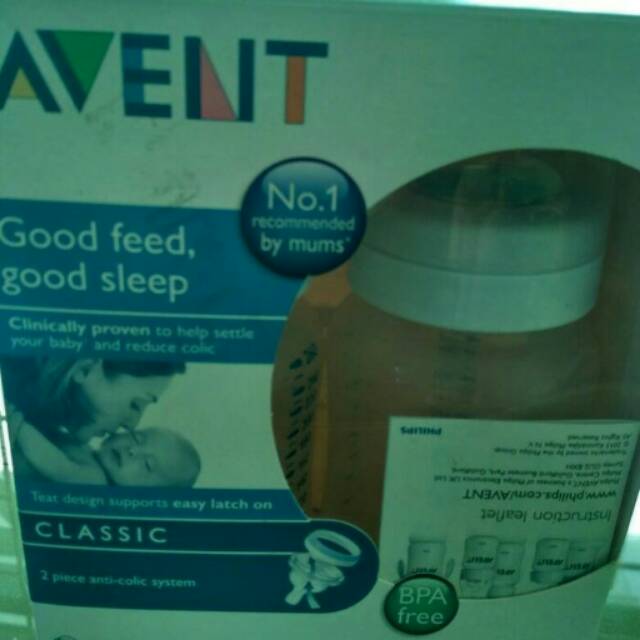 AVENT
No.1
recommended
by mums*
Good feed,
good sleep
Clinically proven to help settle
your baby and reduce colic
Teat design supports easy latch on
CLASSIC
2 piece anti-colic system
BPA
free
Instruction leaflet
www.philips.com/AVENT
PHILIPS